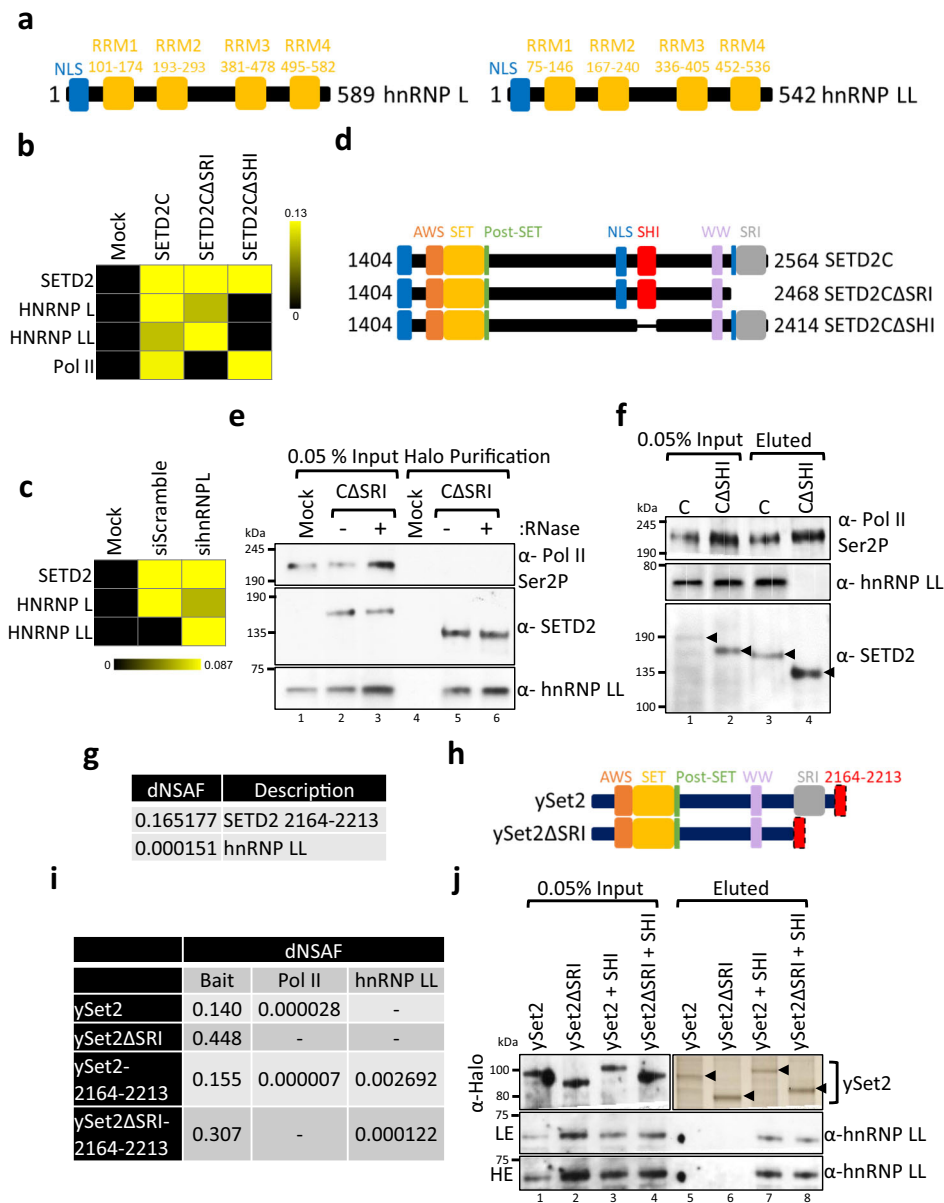 a
RRM1 RRM2 RRM3 RRM4
NLS 101-174 193-293 381-478 495-582
1 589 hnRNP L
RRM1 RRM2 RRM3 RRM4
NLS 75-146 167-240 336-405 452-536
1 542 hnRNP LL
b
Mock SETD2C SETD2CΔSRI SETD2CΔSHI
0.13
0
SETD2
HNRNP L
HNRNP LL
Pol II
d
AWS SET Post-SET NLS SHI WW SRI
1404 2564 SETD2C
1404 2468 SETD2CΔSRI
1404 2414 SETD2CΔSHI
c
Mock siScramble sihnRNPL
SETD2
HNRNP L
HNRNP LL
0 0.087
e
0.05 % Input Halo Purification
Mock CΔSRI Mock CΔSRI
- + - + :RNase
kDa
245
190
α- Pol II
Ser2P
190
135
α- SETD2
75
α- hnRNP LL
1 2 3 4 5 6
f
0.05% Input Eluted
C CΔSHI C CΔSHI
kDa
245
190
α- Pol II
Ser2P
80
α- hnRNP LL
190
135
100
α- SETD2
1 2 3 4
g
dNSAF Description
0.165177 SETD2 2164-2213
0.000151 hnRNP LL
h
AWS SET Post-SET WW SRI 2164-2213
ySet2
ySet2ΔSRI
i
dNSAF
Bait Pol II hnRNP LL
ySet2 0.140 0.000028 -
ySet2ΔSRI 0.448 - -
ySet2-
2164-2213 0.155 0.000007 0.002692
ySet2ΔSRI-
2164-2213 0.307 - 0.000122
j
0.05% Input Eluted
ySet2 ySet2ΔSRI ySet2 + SHI ySet2ΔSRI + SHI ySet2 ySet2ΔSRI ySet2 + SHI ySet2ΔSRI + SHI
kDa
α-Halo
100
80
ySet2
75
LE
α-hnRNP LL
75
HE
α-hnRNP LL
1 2 3 4 5 6 7 8